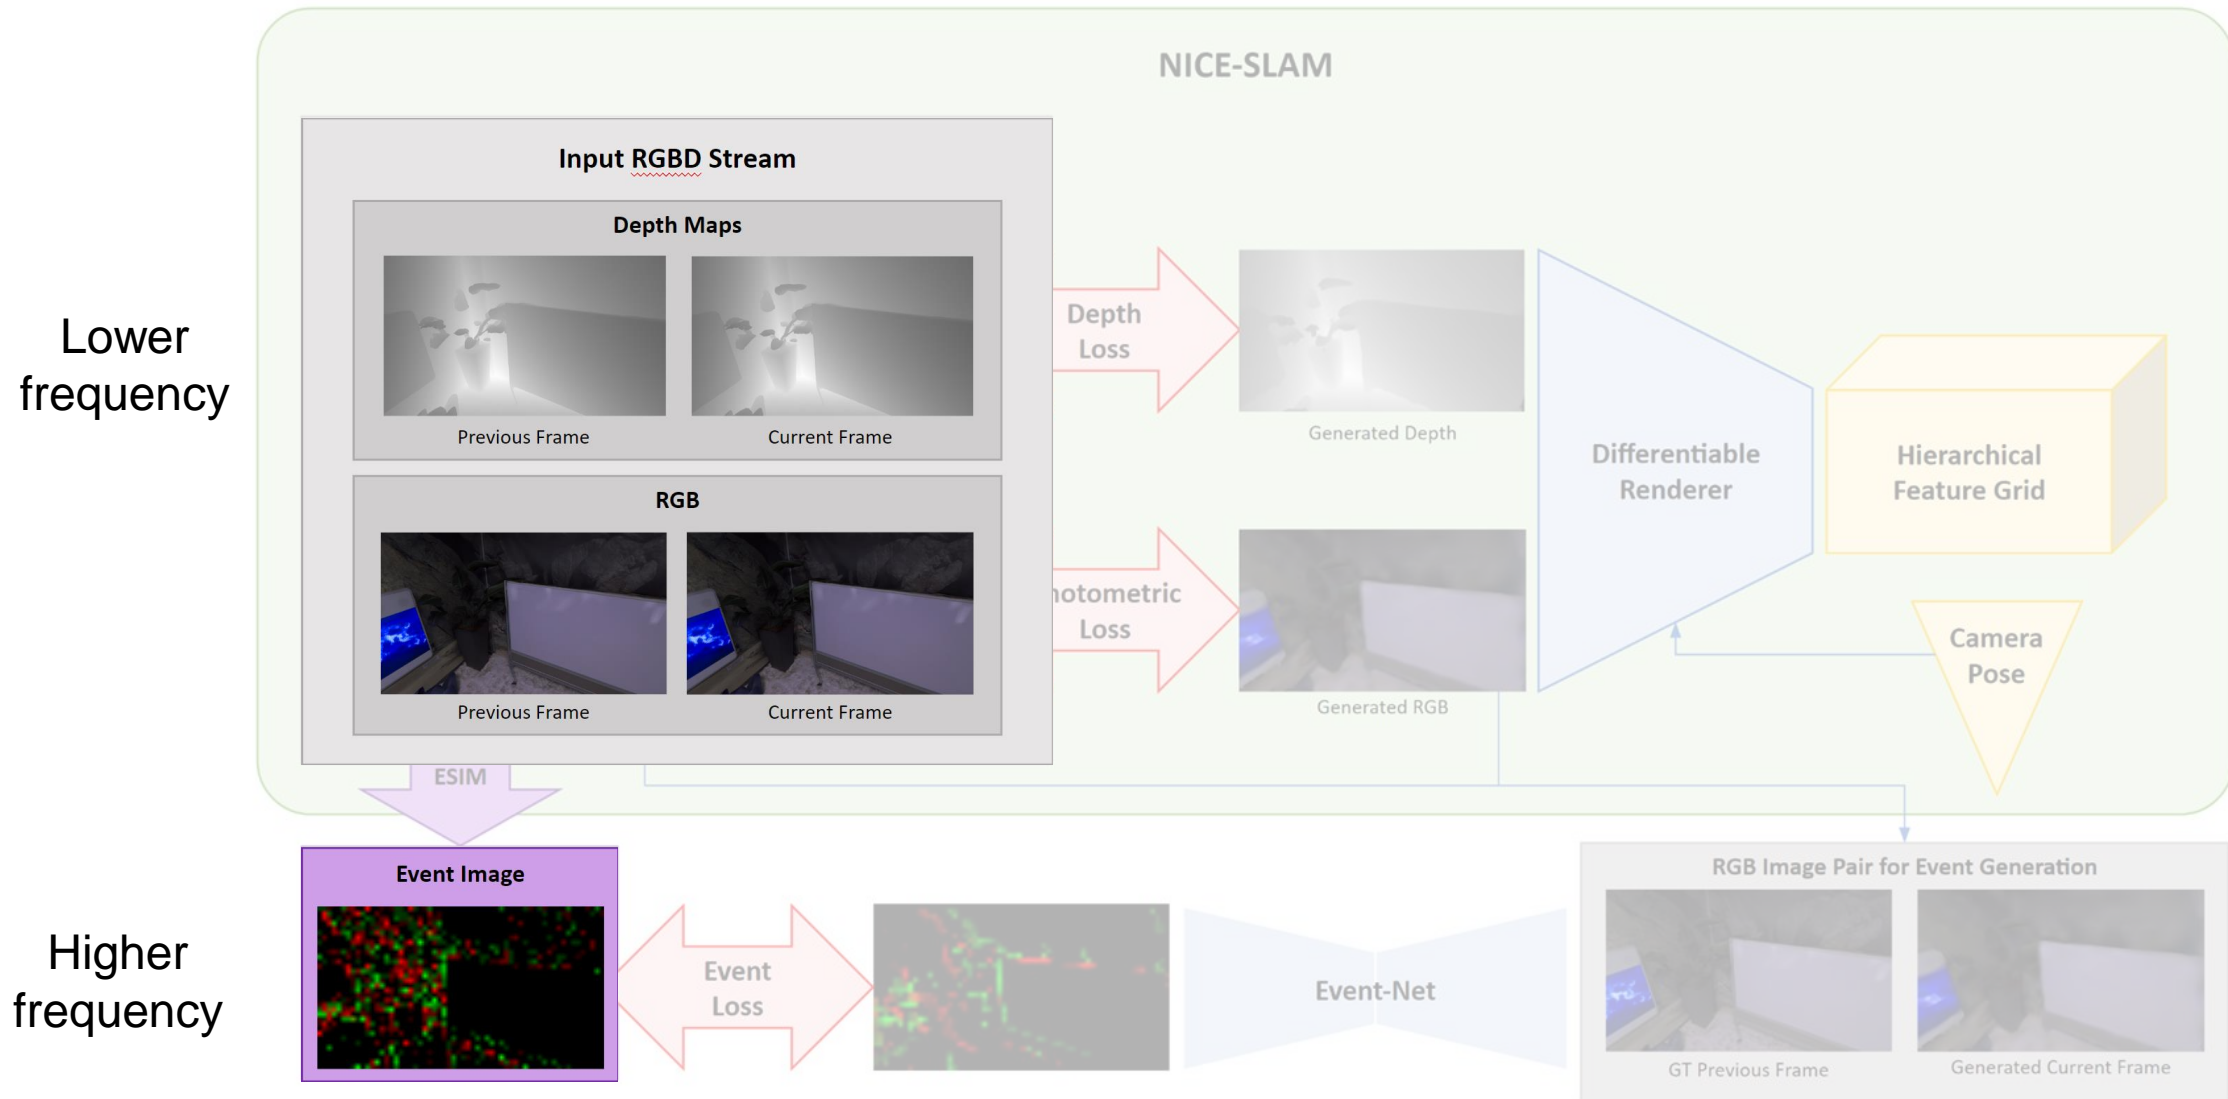 NICE-SLAM
Input RGBD Stream
Depth Maps
Previous Frame
Current Frame
RGB
Previous Frame
Current Frame
Lower
frequency
Depth
Loss
Generated Depth
hotometric
Loss
Generated RGB
Differentiable
Renderer
Hierarchical
Feature Grid
Camera
Pose
ESIM
Higher
frequency
Event Image
Event
Loss
Event-Net
RGB Image Pair for Event Generation
GT Previous Frame
Generated Current Frame